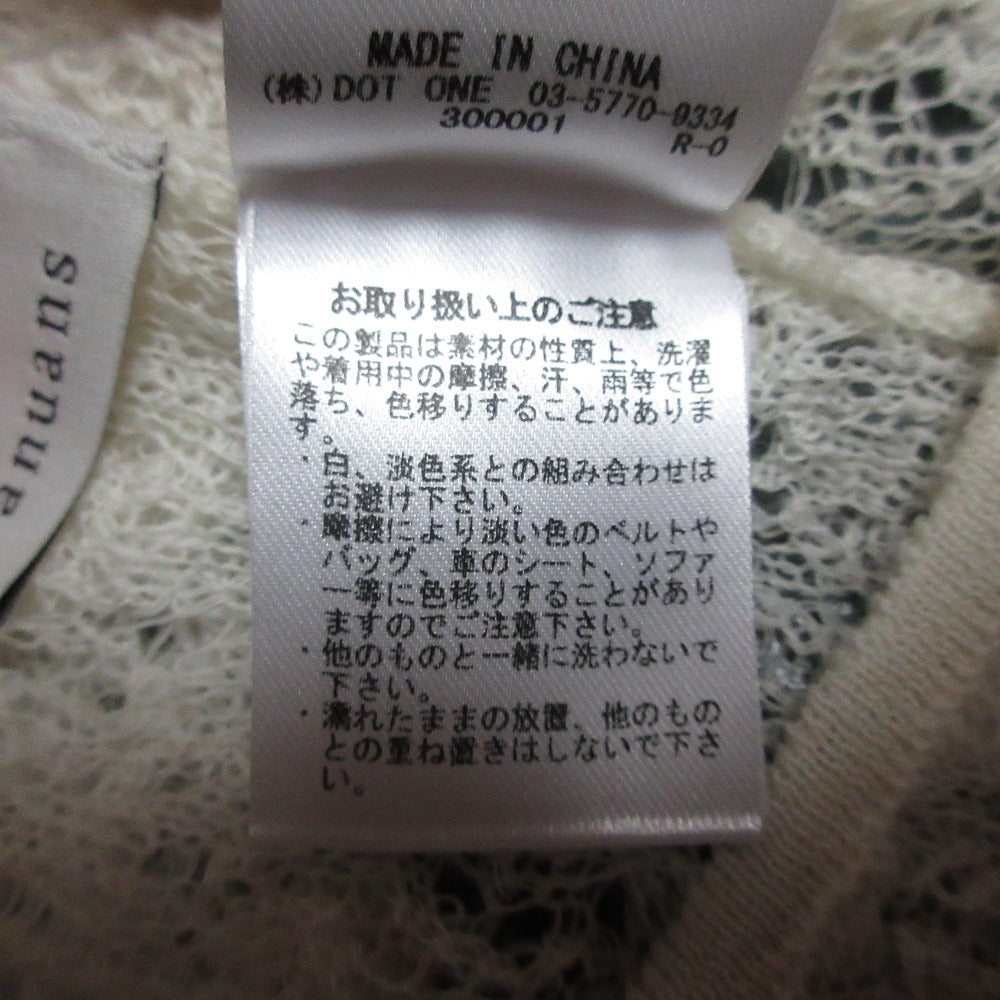 MADE IN CHINA
(株) DOT ONE 03-5770-9334
300001
R-0
お取り扱い上のご注意
この製品は素材の性質上、洗濯
や着用中の摩擦、汗、雨等で色
落ち、色移りすることがありま
す。
・白、淡色系との組み合わせは
お避け下さい。
・摩擦により淡い色のベルトや
バッグ、車のシート、ソファ
ー等に色移りすることがあり
ますのでご注意下さい。
・他のものと一緒に洗わないで
下さい。
・濡れたままの放置、他のもの
との重ね置きはしないで下さ
い。
suanuae